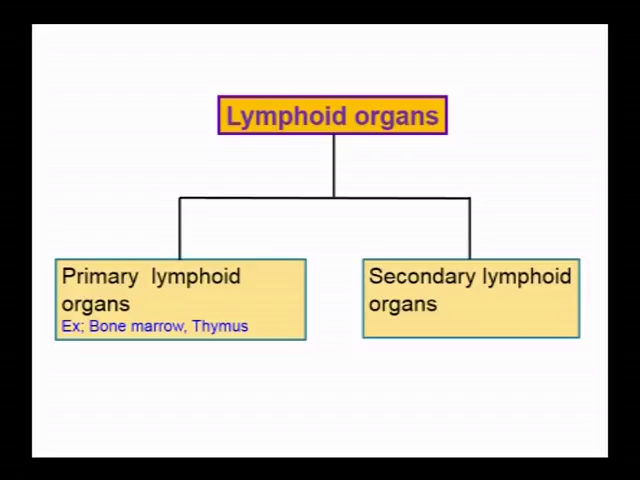 Lymphoid organs
Primary lymphoid
organs
Ex; Bone marrow, Thymus
Secondary lymphoid
organs